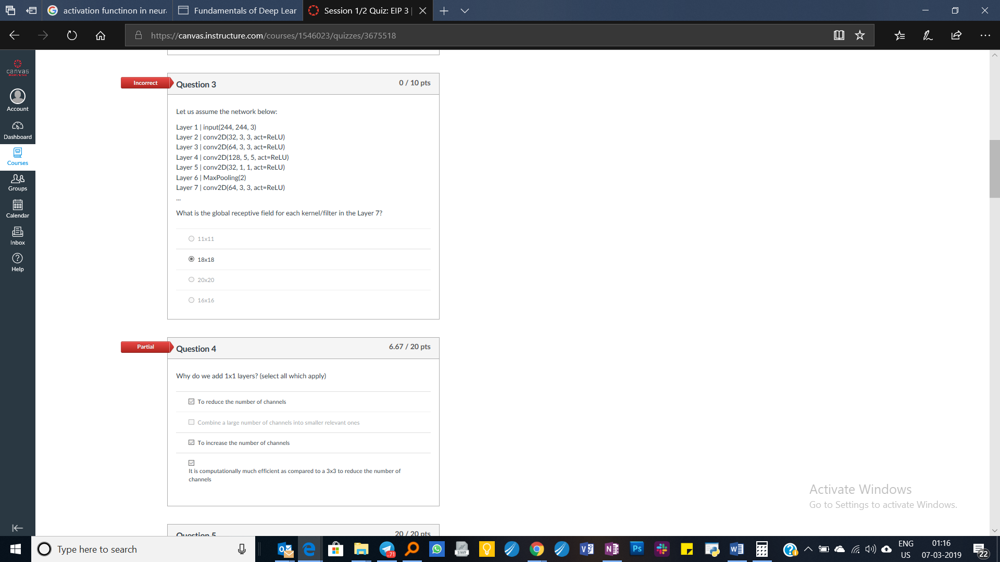 activation functinon in neur
Fundamentals of Deep Lear
Session 1/2 Quiz: EIP 3 |
https://canvas.instructure.com/courses/1546023/quizzes/3675518
canvas
Account
Dashboard
Courses
Groups
Calendar
Inbox
Help
Incorrect
Question 3
0 / 10 pts
Let us assume the network below:
Layer 1 | input(244, 244, 3)
Layer 2 | conv2D(32, 3, 3, act=ReLU)
Layer 3 | conv2D(64, 3, 3, act=ReLU)
Layer 4 | conv2D(128, 5, 5, act=ReLU)
Layer 5 | conv2D(32, 1, 1, act=ReLU)
Layer 6 | MaxPooling(2)
Layer 7 | conv2D(64, 3, 3, act=ReLU)
...
What is the global receptive field for each kernel/filter in the Layer 7?
11x11
18x18
20x20
16x16
Partial
Question 4
6.67 / 20 pts
Why do we add 1x1 layers? (select all which apply)
To reduce the number of channels
Combine a large number of channels into smaller relevant ones
To increase the number of channels
It is computationally much efficient as compared to a 3x3 to reduce the number of
channels
Question 5
20 / 20 pts
Activate Windows
Go to Settings to activate Windows.
Type here to search
71
SWF
Ps
ENG
US
01:16
07-03-2019
22